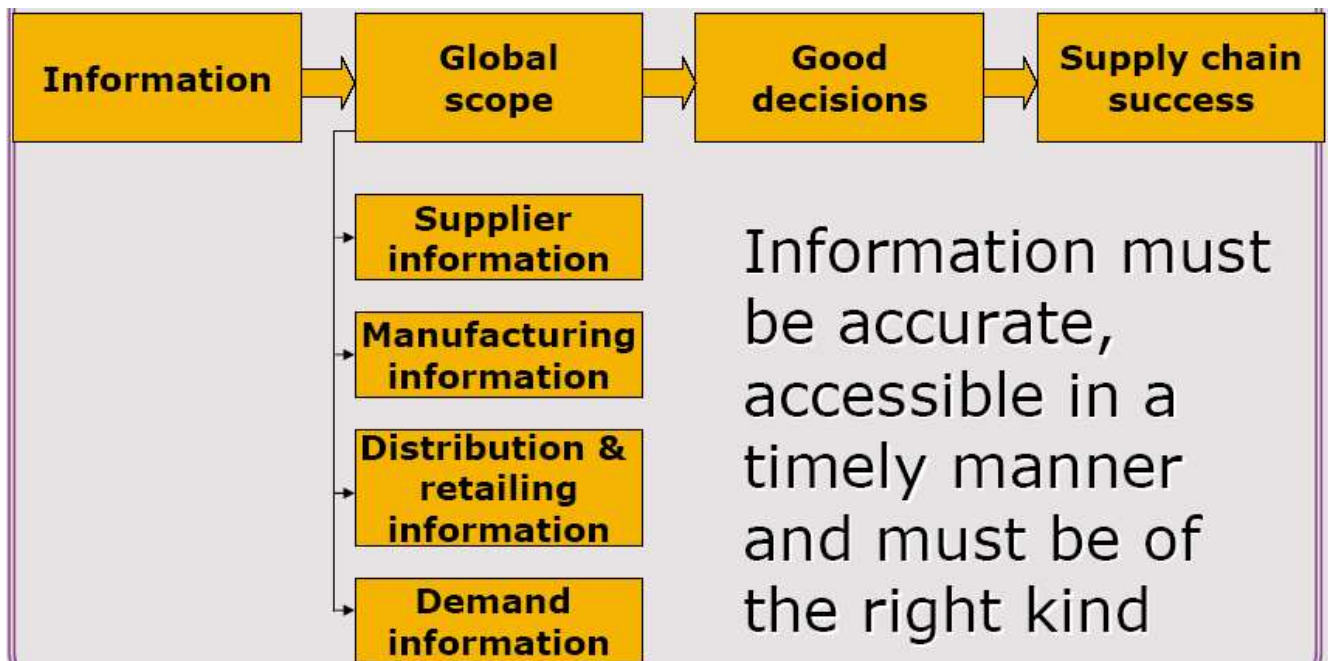 Information
Global
scope
Good
decisions
Supply chain
success
Supplier
information
Manufacturing
information
Distribution &
retailing
information
Demand
information
Information must
be accurate,
accessible in a
timely manner
and must be of
the right kind